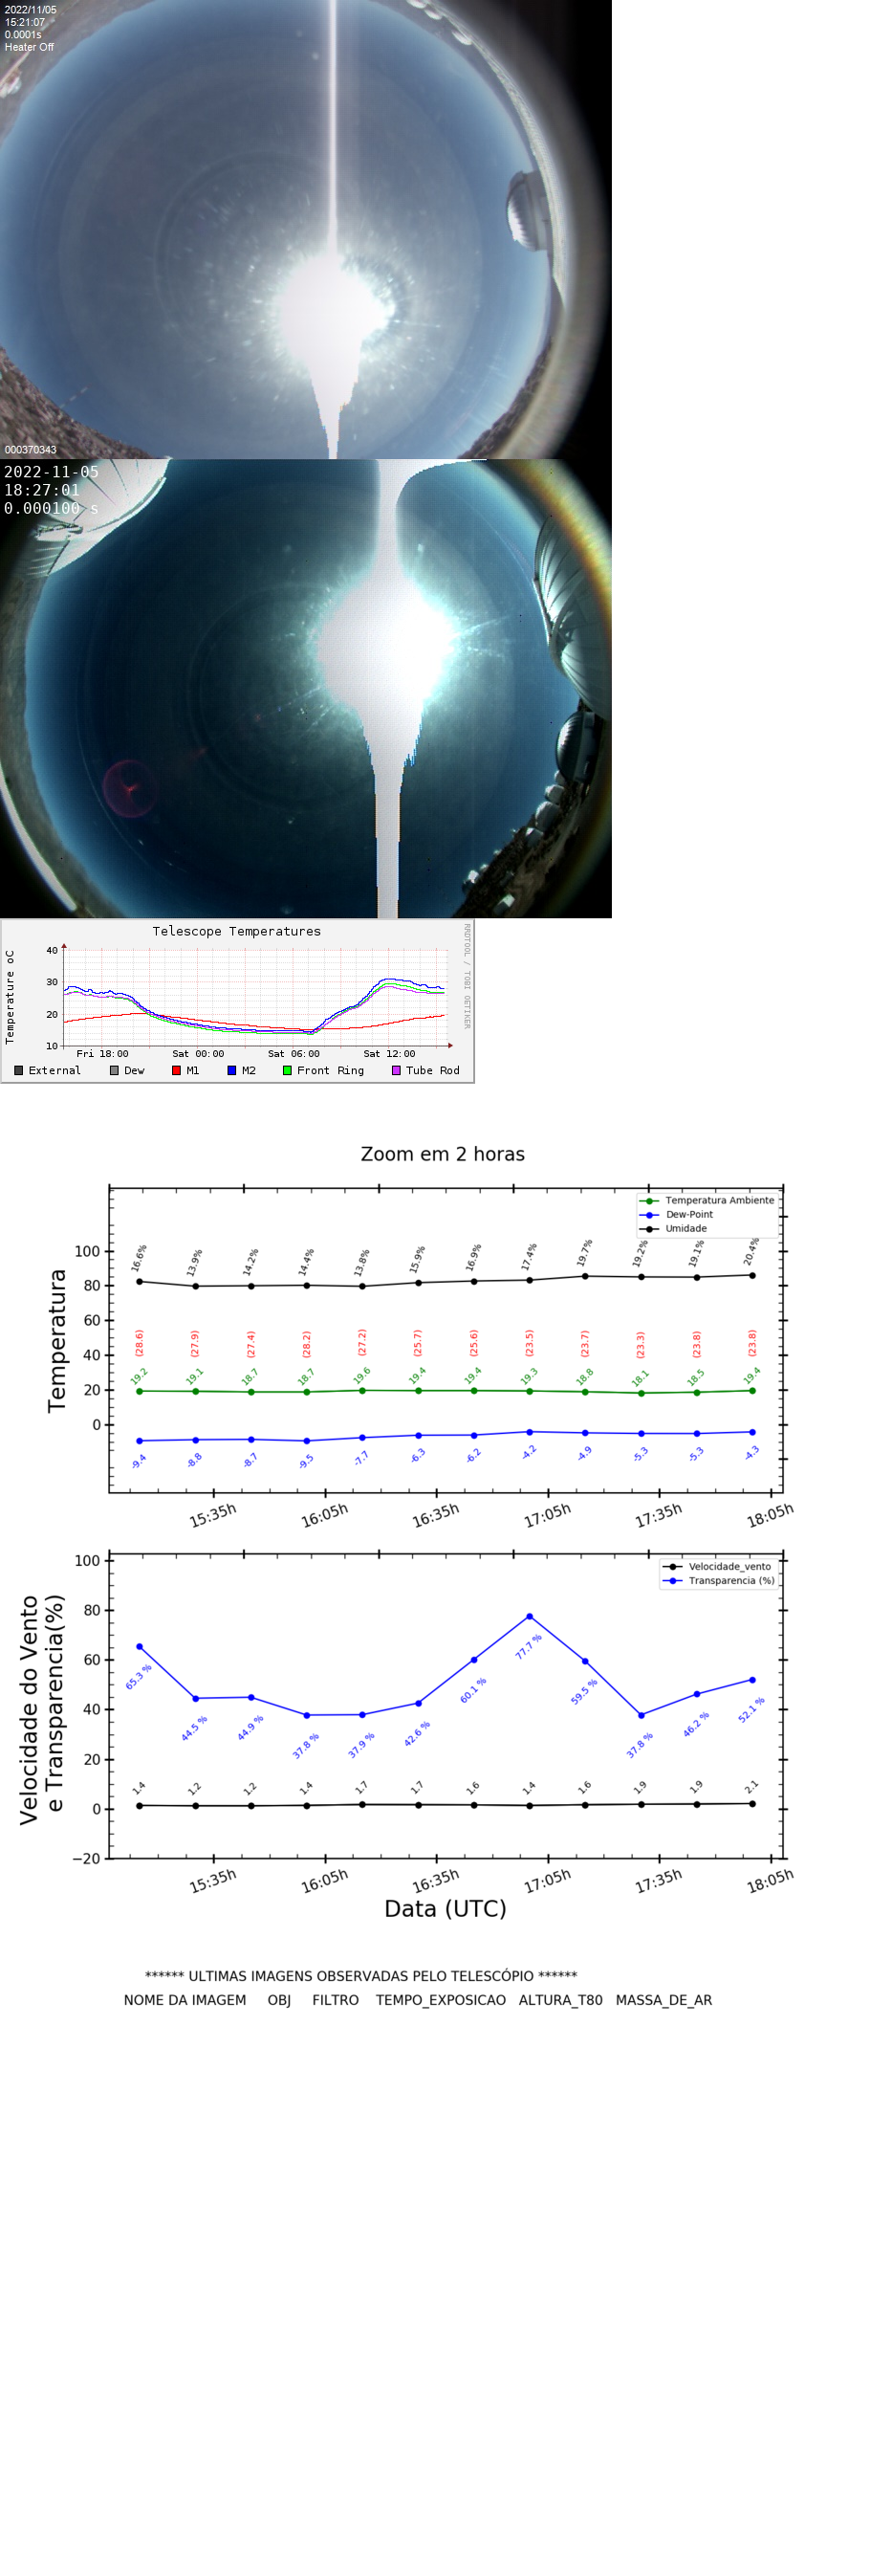 2022/11/05
15:21:07
0.0001s
Heater Off
000370343
2022-11-05
18:27:01
0.000100 s
Telescope Temperatures
RRDTOOL / TOBI OETIKER
Temperature oC
40
30
20
10
Fri 18:00 Sat 00:00 Sat 06:00 Sat 12:00
External Dew M1 M2 Front Ring Tube Rod
Zoom em 2 horas
Temperatura Ambiente
Dew-Point
Umidade
Temperatura
100
80
60
40
20
0
16.6% 13.9% 14.2% 14.4% 13.8% 15.9% 16.9% 17.4% 19.7% 19.2% 19.1% 20.4%
(28.6) (27.9) (27.4) (28.2) (27.2) (25.7) (25.6) (23.5) (23.7) (23.3) (23.8) (23.8)
19.2 19.1 18.7 18.7 19.6 19.4 19.4 19.3 18.8 18.1 18.5 19.4
-9.4 -8.8 -8.7 -9.5 -7.7 -6.3 -6.2 -4.2 -4.9 -5.3 -5.3 -4.3
15:35h 16:05h 16:35h 17:05h 17:35h 18:05h
Velocidade_vento
Transparencia (%)
Velocidade do Vento
e Transparencia(%)
100
80
60
40
20
0
−20
65.3 % 44.5 % 44.9 % 37.8 % 37.9 % 42.6 % 60.1 % 77.7 % 59.5 % 37.8 % 46.2 % 52.1 %
1.4 1.2 1.2 1.4 1.7 1.7 1.6 1.4 1.6 1.9 1.9 2.1
15:35h 16:05h 16:35h 17:05h 17:35h 18:05h
Data (UTC)
****** ULTIMAS IMAGENS OBSERVADAS PELO TELESCÓPIO ******
NOME DA IMAGEM OBJ FILTRO TEMPO_EXPOSICAO ALTURA_T80 MASSA_DE_AR